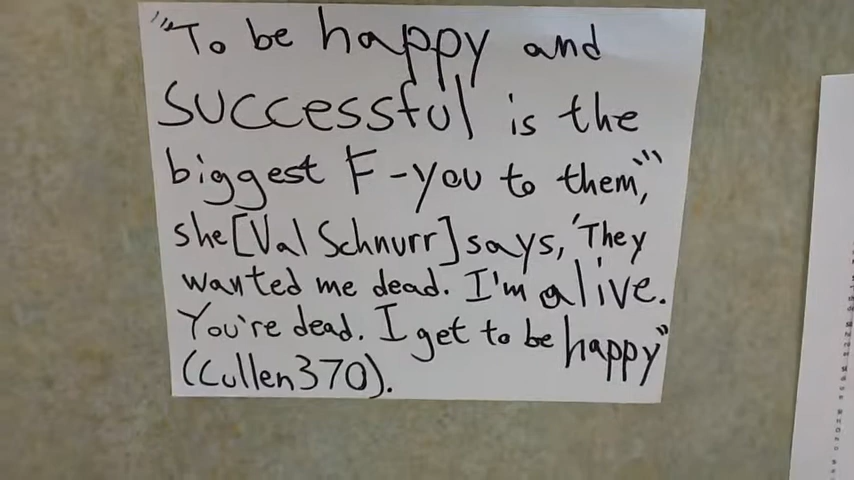 "'"To be happy and
successful is the
biggest F-you to them,"'"
she [Val Schnurr] says, 'They
wanted me dead. I'm alive.
You're dead. I get to be happy"
(Cullen 370).